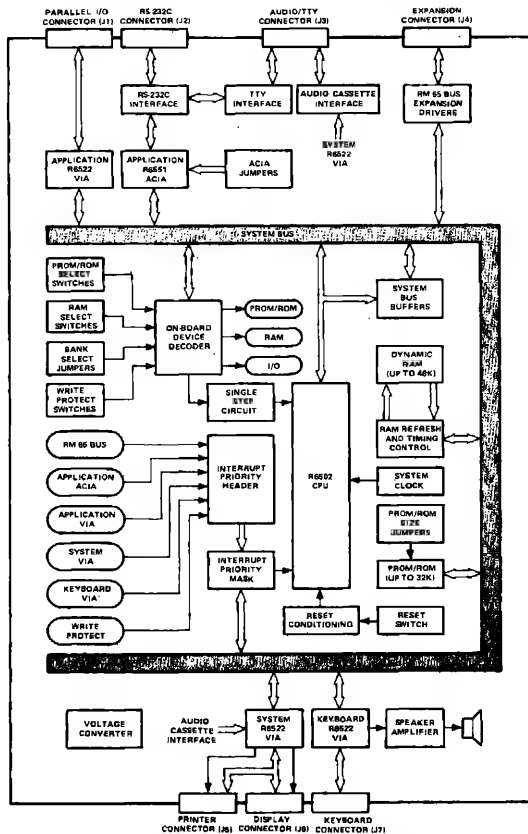 PARALLEL I/O
CONNECTOR (J1)
RS-232C
CONNECTOR (J2)
AUDIO/TTY
CONNECTOR (J3)
EXPANSION
CONNECTOR (J4)
RS-232C
INTERFACE
TTY
INTERFACE
AUDIO CASSETTE
INTERFACE
RM 65 BUS
EXPANSION
DRIVERS
SYSTEM
R6522
VIA
APPLICATION
R6522
VIA
APPLICATION
R6551
ACIA
ACIA
JUMPERS
SYSTEM BUS
PROM/ROM
SELECT
SWITCHES
RAM
SELECT
SWITCHES
BANK
SELECT
JUMPERS
WRITE
PROTECT
SWITCHES
ON-BOARD
DEVICE
DECODER
PROM/ROM
RAM
I/O
SYSTEM
BUS
BUFFERS
DYNAMIC
RAM
(UP TO 48K)
SINGLE
STEP
CIRCUIT
RAM REFRESH
AND TIMING
CONTROL
RM 65 BUS
APPLICATION
ACIA
APPLICATION
VIA
SYSTEM
VIA
KEYBOARD
VIA
WRITE
PROTECT
INTERRUPT
PRIORITY
HEADER
INTERRUPT
PRIORITY
MASK
R6502
CPU
SYSTEM
CLOCK
PROM/ROM
SIZE
JUMPERS
PROM/ROM
(UP TO 32K)
RESET
CONDITIONING
RESET
SWITCH
VOLTAGE
CONVERTER
AUDIO
CASSETTE
INTERFACE
SYSTEM
R6522
VIA
KEYBOARD
R6522
VIA
SPEAKER
AMPLIFIER
PRINTER
CONNECTOR (J5)
DISPLAY
CONNECTOR (J6)
KEYBOARD
CONNECTOR (J7)